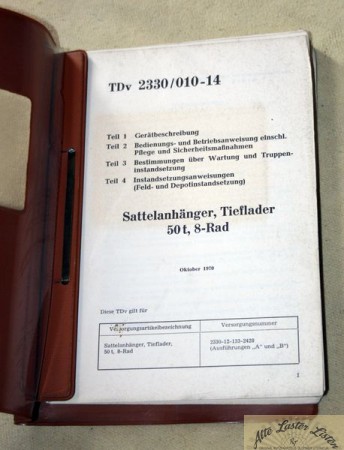 TDv 2330/010-14
Teil 1 Gerätbeschreibung
Teil 2 Bedienungs- und Betriebsanweisung einschl.
Pflege und Sicherheitsmaßnahmen
Teil 3 Bestimmungen über Wartung und Truppen-
instandsetzung
Teil 4 Instandsetzungsanweisungen
(Feld- und Depotinstandsetzung)
Sattelanhänger, Tieflader
50 t, 8-Rad
Oktober 1970
Diese TDv gilt für
Versorgungsartikelbezeichnung
Versorgungsnummer
Sattelanhänger, Tieflader,
50 t, 8-Rad
2330-12-133-2428
(Ausführungen „A" und „B")
1
Alte Laster Listen